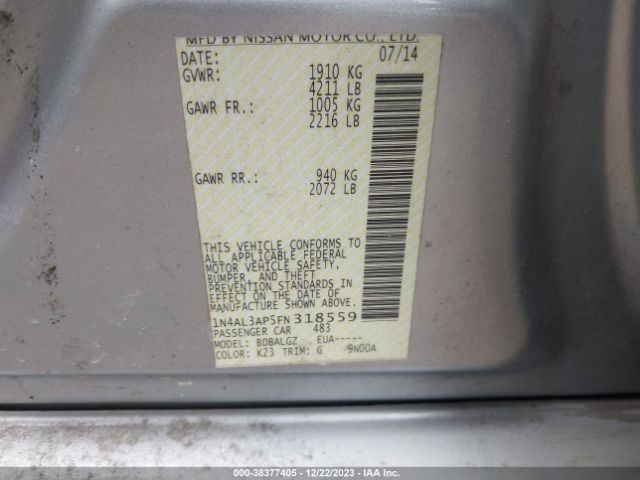 MFD BY NISSAN MOTOR CO., LTD.
DATE: 07/14
GVWR: 1910 KG
4211 LB
GAWR FR.: 1005 KG
2216 LB
GAWR RR.: 940 KG
2072 LB
THIS VEHICLE CONFORMS TO
ALL APPLICABLE FEDERAL
MOTOR VEHICLE SAFETY,
BUMPER, AND THEFT
PREVENTION STANDARDS IN
EFFECT ON THE DATE OF
MANUFACTURE SHOWN ABOVE.
1N4AL3AP5FN318559
PASSENGER CAR 483
MODEL: BDBALGZ EUA-----
COLOR: K23 TRIM: G 9N00A
00-38377405 - 12/22/2023 - IAA Inc.